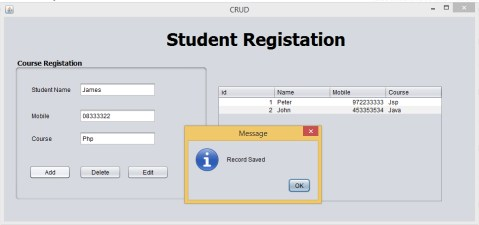 CRUD
Student Registation
Course Registation
Student Name James
Mobile 08333322
Course Php
Add Delete Edit
id Name Mobile Course
1 Peter 972233333 Jsp
2 John 453353534 Java
Message
Record Saved
OK